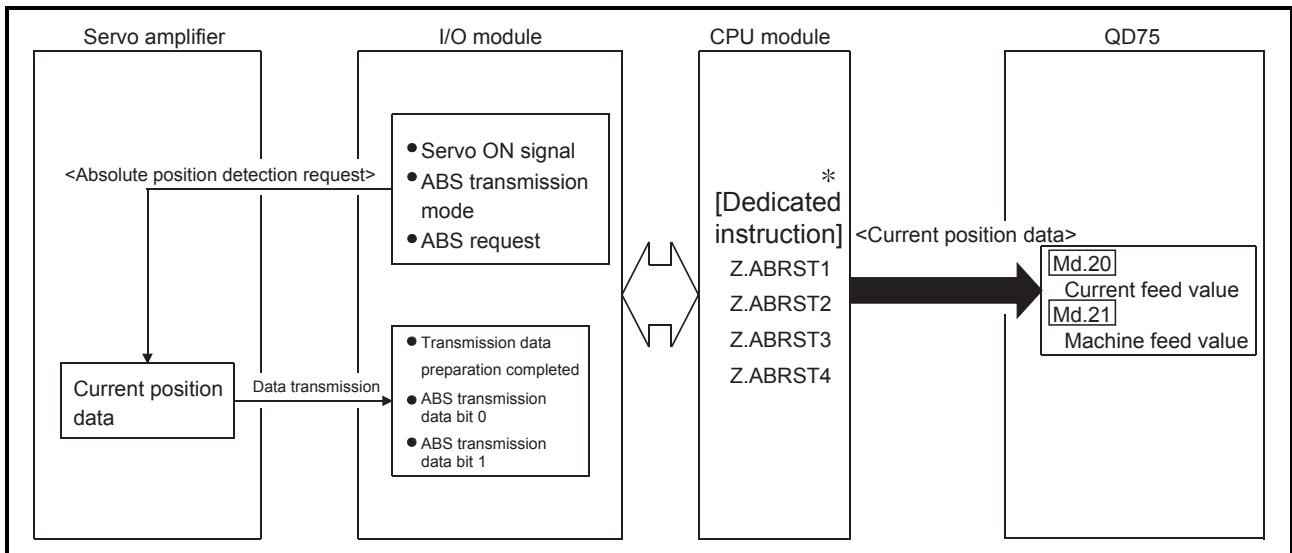 Servo amplifier
I/O module
CPU module
QD75
● Servo ON signal
● ABS transmission
mode
● ABS request
<Absolute position detection request>
Current position
data
Data transmission
● Transmission data
preparation completed
● ABS transmission
data bit 0
● ABS transmission
data bit 1
*
[Dedicated
instruction]
Z.ABRST1
Z.ABRST2
Z.ABRST3
Z.ABRST4
<Current position data>
Md.20
Current feed value
Md.21
Machine feed value